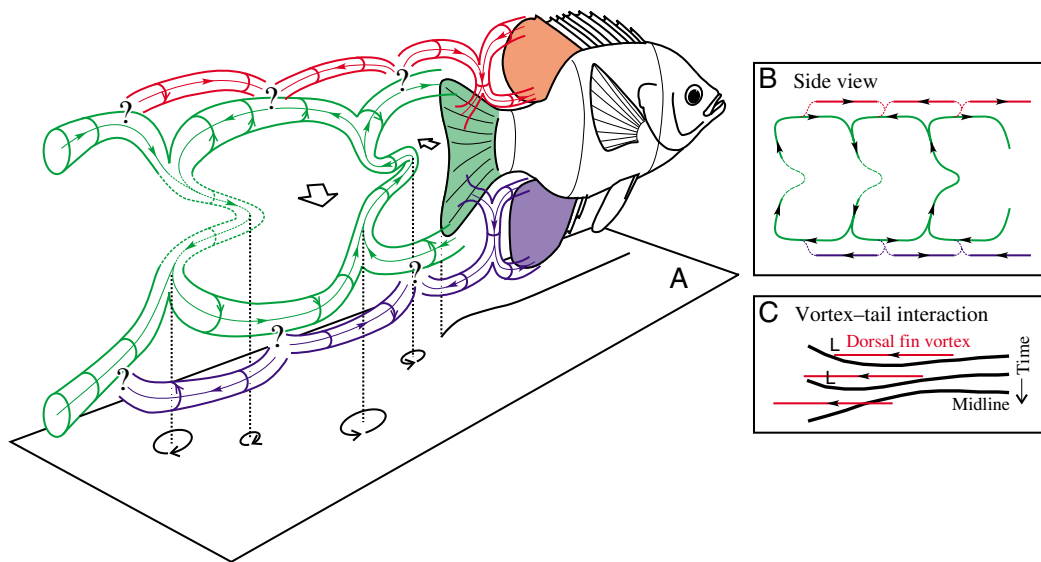 ?
?
?
?
?
?
A
B Side view
C Vortex–tail interaction
L Dorsal fin vortex
L
Midline
Time